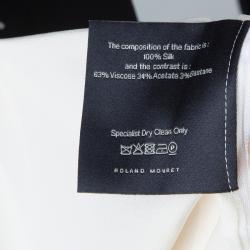 The composition of the fabric is :
100% Silk
and the contrast is :
63% Viscose 34% Acetate 3% Elastane
Specialist Dry Clean Only
ROLAND MOURET